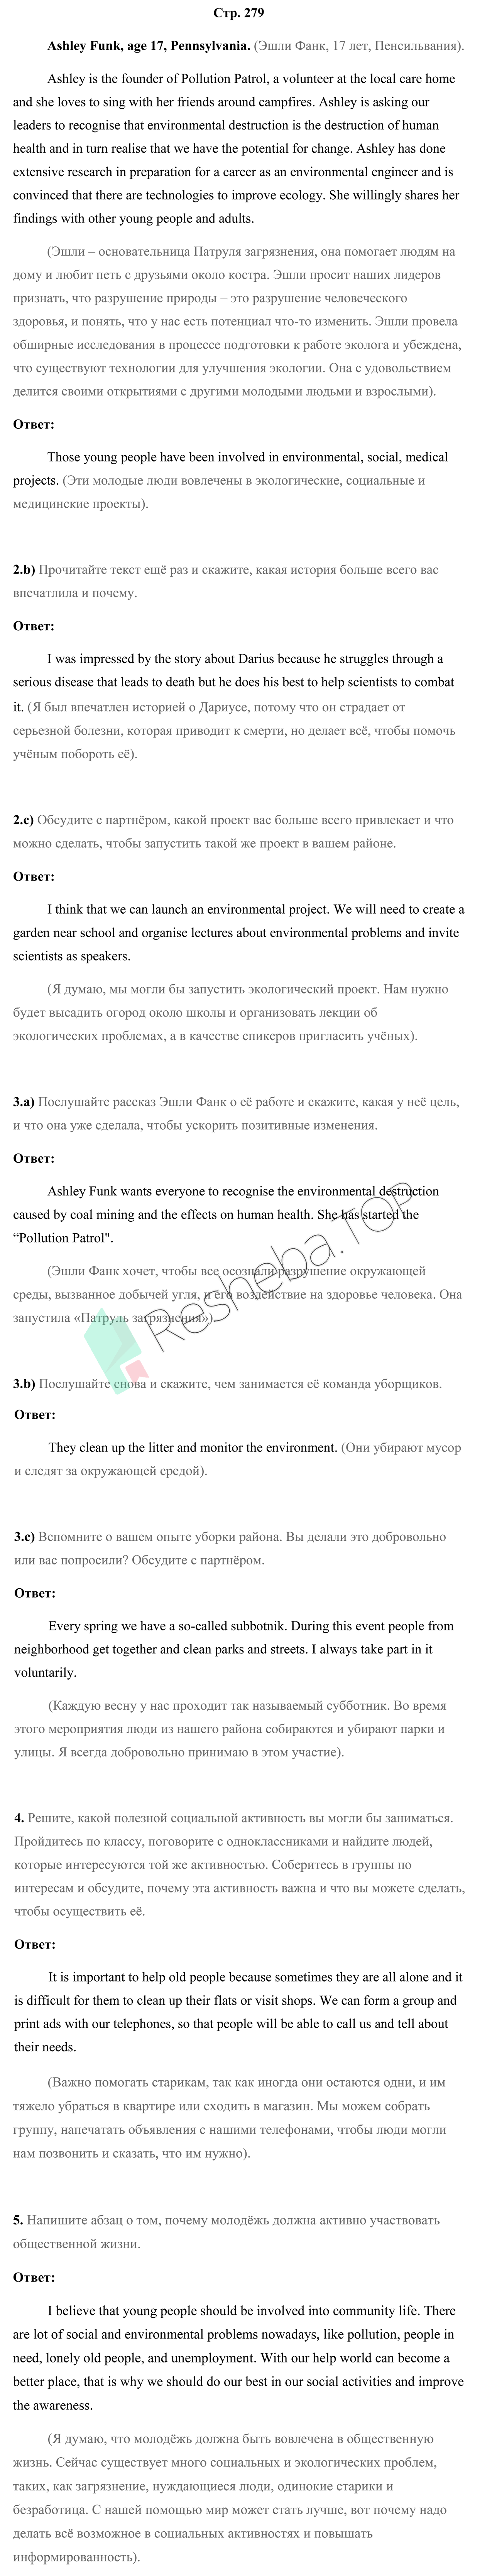 Стр. 279
Ashley Funk, age 17, Pennsylvania. (Эшли Фанк, 17 лет, Пенсильвания).
Ashley is the founder of Pollution Patrol, a volunteer at the local care home
and she loves to sing with her friends around campfires. Ashley is asking our
leaders to recognise that environmental destruction is the destruction of human
health and in turn realise that we have the potential for change. Ashley has done
extensive research in preparation for a career as an environmental engineer and is
convinced that there are technologies to improve ecology. She willingly shares her
findings with other young people and adults.
(Эшли – основательница Патруля загрязнения, она помогает людям на
дому и любит петь с друзьями около костра. Эшли просит наших лидеров
признать, что разрушение природы – это разрушение человеческого
здоровья, и понять, что у нас есть потенциал что-то изменить. Эшли провела
обширные исследования в процессе подготовки к работе эколога и убеждена,
что существуют технологии для улучшения экологии. Она с удовольствием
делится своими открытиями с другими молодыми людьми и взрослыми).
Ответ:
Those young people have been involved in environmental, social, medical
projects. (Эти молодые люди вовлечены в экологические, социальные и
медицинские проекты).
2.b) Прочитайте текст ещё раз и скажите, какая история больше всего вас
впечатлила и почему.
Ответ:
I was impressed by the story about Darius because he struggles through a
serious disease that leads to death but he does his best to help scientists to combat
it. (Я был впечатлен историей о Дариусе, потому что он страдает от
серьезной болезни, которая приводит к смерти, но делает всё, чтобы помочь
учёным побороть её).
2.c) Обсудите с партнёром, какой проект вас больше всего привлекает и что
можно сделать, чтобы запустить такой же проект в вашем районе.
Ответ:
I think that we can launch an environmental project. We will need to create a
garden near school and organise lectures about environmental problems and invite
scientists as speakers.
(Я думаю, мы могли бы запустить экологический проект. Нам нужно
будет высадить огород около школы и организовать лекции об
экологических проблемах, а в качестве спикеров пригласить учёных).
3.a) Послушайте рассказ Эшли Фанк о её работе и скажите, какая у неё цель,
и что она уже сделала, чтобы ускорить позитивные изменения.
Ответ:
Ashley Funk wants everyone to recognise the environmental destruction
caused by coal mining and the effects on human health. She has started the
“Pollution Patrol".
(Эшли Фанк хочет, чтобы все осознали разрушение окружающей
среды, вызванное добычей угля, и его воздействие на здоровье человека. Она
запустила «Патруль загрязнения»).
Resheba.TOP
3.b) Послушайте снова и скажите, чем занимается её команда уборщиков.
Ответ:
They clean up the litter and monitor the environment. (Они убирают мусор
и следят за окружающей средой).
3.c) Вспомните о вашем опыте уборки района. Вы делали это добровольно
или вас попросили? Обсудите с партнёром.
Ответ:
Every spring we have a so-called subbotnik. During this event people from
neighborhood get together and clean parks and streets. I always take part in it
voluntarily.
(Каждую весну у нас проходит так называемый субботник. Во время
этого мероприятия люди из нашего района собираются и убирают парки и
улицы. Я всегда добровольно принимаю в этом участие).
4. Решите, какой полезной социальной активность вы могли бы заниматься.
Пройдитесь по классу, поговорите с одноклассниками и найдите людей,
которые интересуются той же активностью. Соберитесь в группы по
интересам и обсудите, почему эта активность важна и что вы можете сделать,
чтобы осуществить её.
Ответ:
It is important to help old people because sometimes they are all alone and it
is difficult for them to clean up their flats or visit shops. We can form a group and
print ads with our telephones, so that people will be able to call us and tell about
their needs.
(Важно помогать старикам, так как иногда они остаются одни, и им
тяжело убраться в квартире или сходить в магазин. Мы можем собрать
группу, напечатать объявления с нашими телефонами, чтобы люди могли
нам позвонить и сказать, что им нужно).
5. Напишите абзац о том, почему молодёжь должна активно участвовать
общественной жизни.
Ответ:
I believe that young people should be involved into community life. There
are lot of social and environmental problems nowadays, like pollution, people in
need, lonely old people, and unemployment. With our help world can become a
better place, that is why we should do our best in our social activities and improve
the awareness.
(Я думаю, что молодёжь должна быть вовлечена в общественную
жизнь. Сейчас существует много социальных и экологических проблем,
таких, как загрязнение, нуждающиеся люди, одинокие старики и
безработица. С нашей помощью мир может стать лучше, вот почему надо
делать всё возможное в социальных активностях и повышать
информированность).